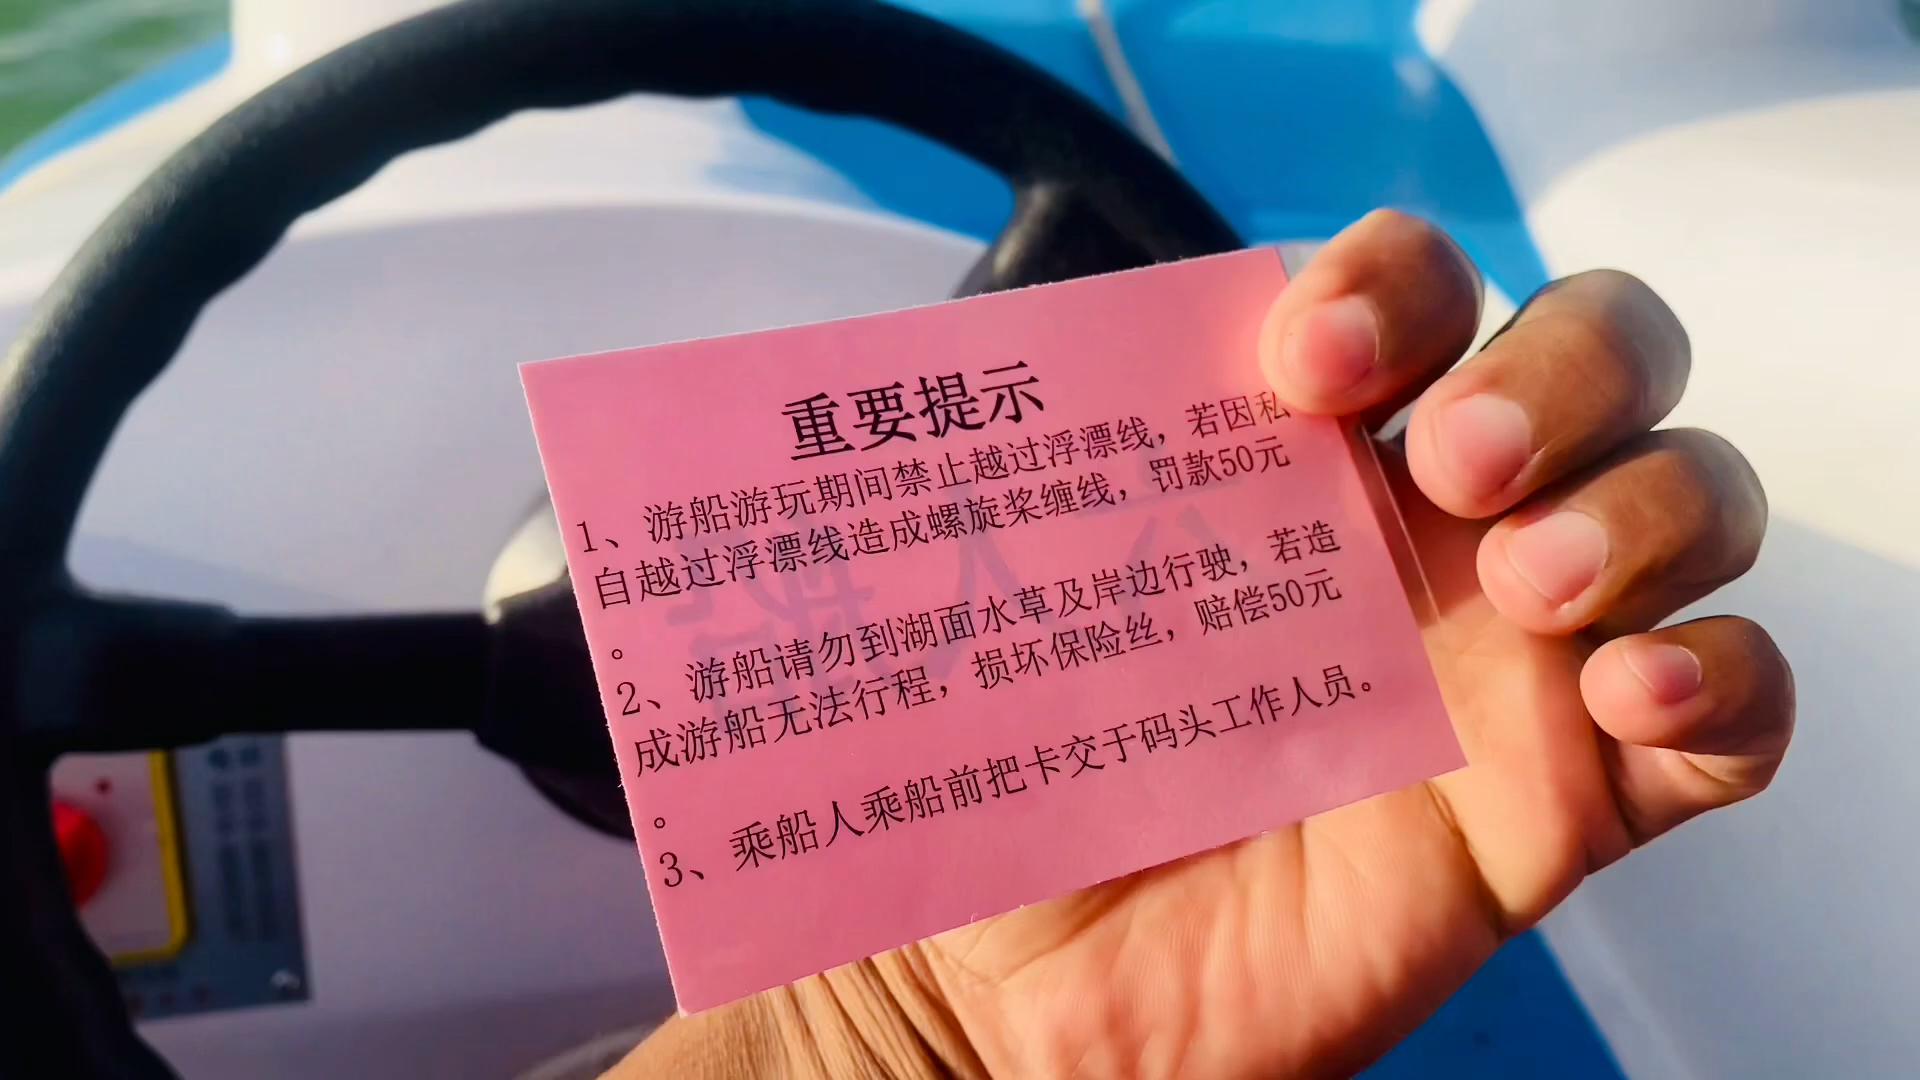 重要提示
1、游船游玩期间禁止越过浮漂线，若因私
自越过浮漂线造成螺旋桨缠线，罚款50元
。
2、游船请勿到湖面水草及岸边行驶，若造
成游船无法行程，损坏保险丝，赔偿50元
。
3、乘船人乘船前把卡交于码头工作人员。